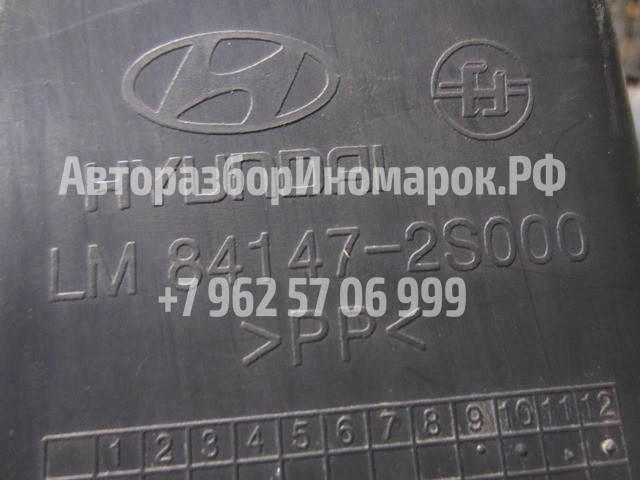 HYUNDAI
АвторазборИномарок.РФ
LM 84147-2S000
+7 962 57 06 999
>PP<
1 2 3 4 5 6 7 8 9 10 11 12